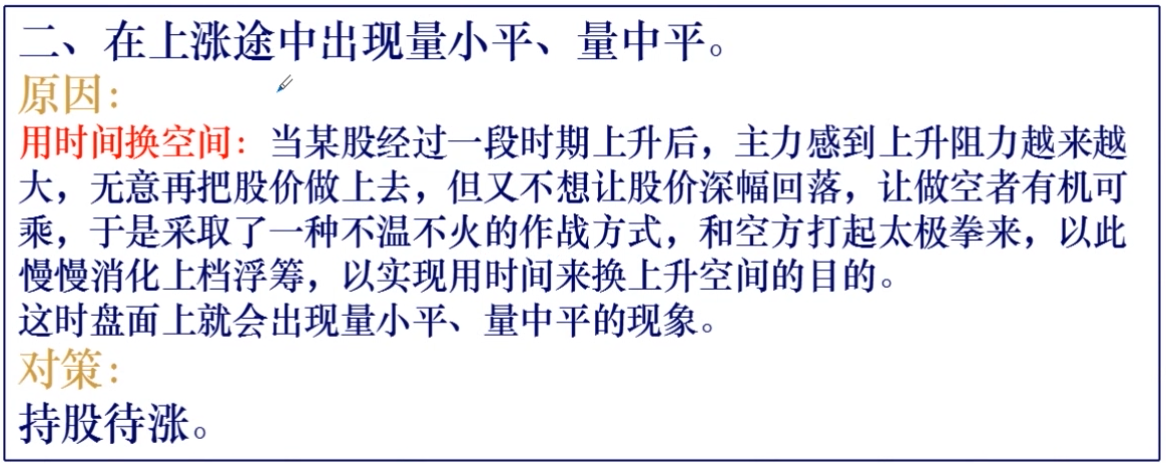 二、在上涨途中出现量小平、量中平。
原因：
用时间换空间：当某股经过一段时期上升后，主力感到上升阻力越来越
大，无意再把股价做上去，但又不想让股价深幅回落，让做空者有机可
乘，于是采取了一种不温不火的作战方式，和空方打起太极拳来，以此
慢慢消化上档浮筹，以实现用时间来换上升空间的目的。
这时盘面上就会出现量小平、量中平的现象。
对策：
持股待涨。